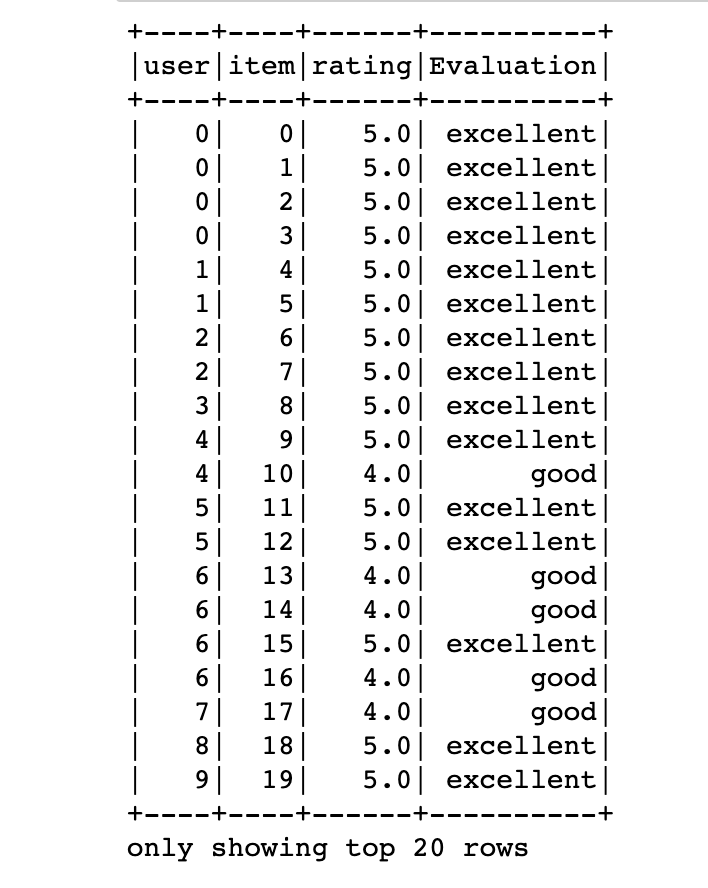 +----+----+------+----------+
|user|item|rating|Evaluation|
+----+----+------+----------+
|   0|   0|   5.0| excellent|
|   0|   1|   5.0| excellent|
|   0|   2|   5.0| excellent|
|   0|   3|   5.0| excellent|
|   1|   4|   5.0| excellent|
|   1|   5|   5.0| excellent|
|   2|   6|   5.0| excellent|
|   2|   7|   5.0| excellent|
|   3|   8|   5.0| excellent|
|   4|   9|   5.0| excellent|
|   4|  10|   4.0|      good|
|   5|  11|   5.0| excellent|
|   5|  12|   5.0| excellent|
|   6|  13|   4.0|      good|
|   6|  14|   4.0|      good|
|   6|  15|   5.0| excellent|
|   6|  16|   4.0|      good|
|   7|  17|   4.0|      good|
|   8|  18|   5.0| excellent|
|   9|  19|   5.0| excellent|
+----+----+------+----------+
only showing top 20 rows